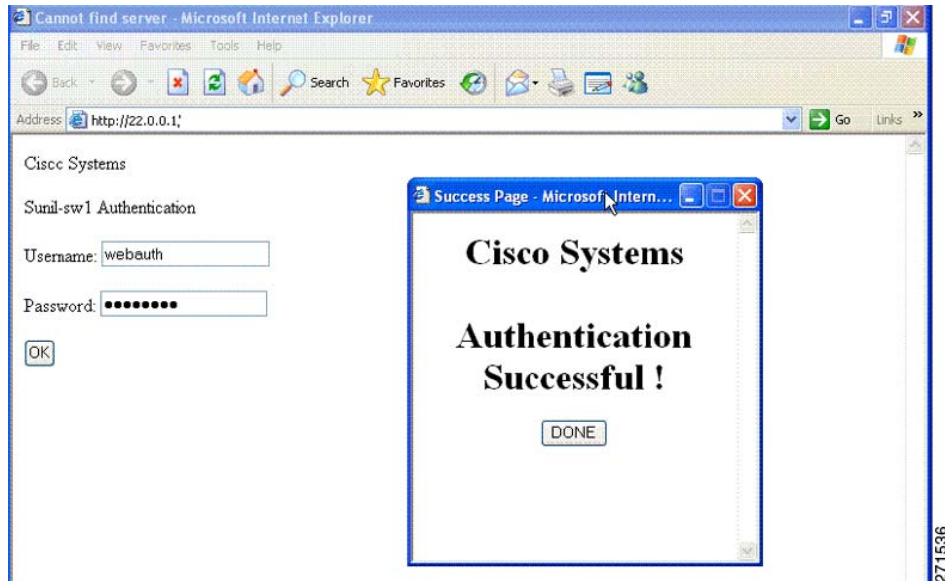 Cannot find server - Microsoft Internet Explorer
File Edit View Favorites Tools Help
Back Search Favorites
Address http://22.0.0.1; Go Links »
Cisco Systems
Sunil-sw1 Authentication
Username: webauth
Password: ●●●●●●●●
OK
Success Page - Microsoft Intern...
Cisco Systems
Authentication
Successful !
DONE
271536